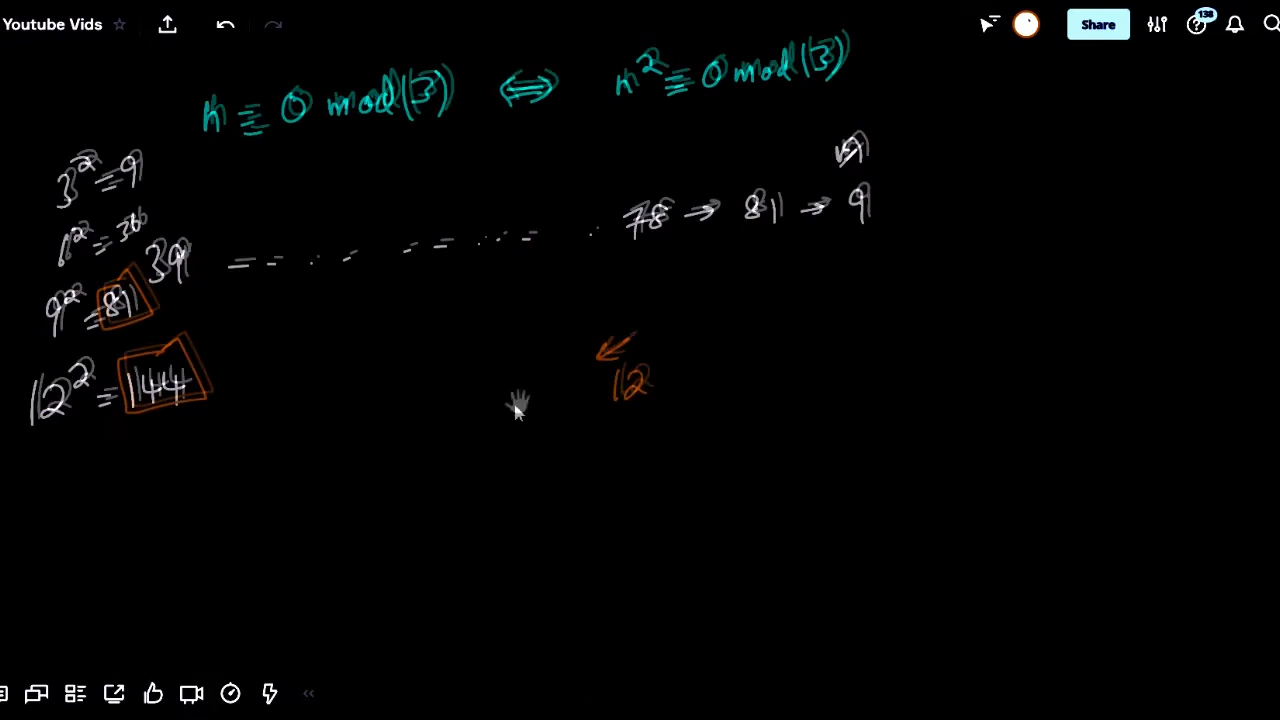 Youtube Vids
Share
138
n ≡ 0 mod(3) ⇔ n² ≡ 0 mod(3)
3² = 9
= 36
78 → 81 → 9
39
9² = 81
12² = 144
12